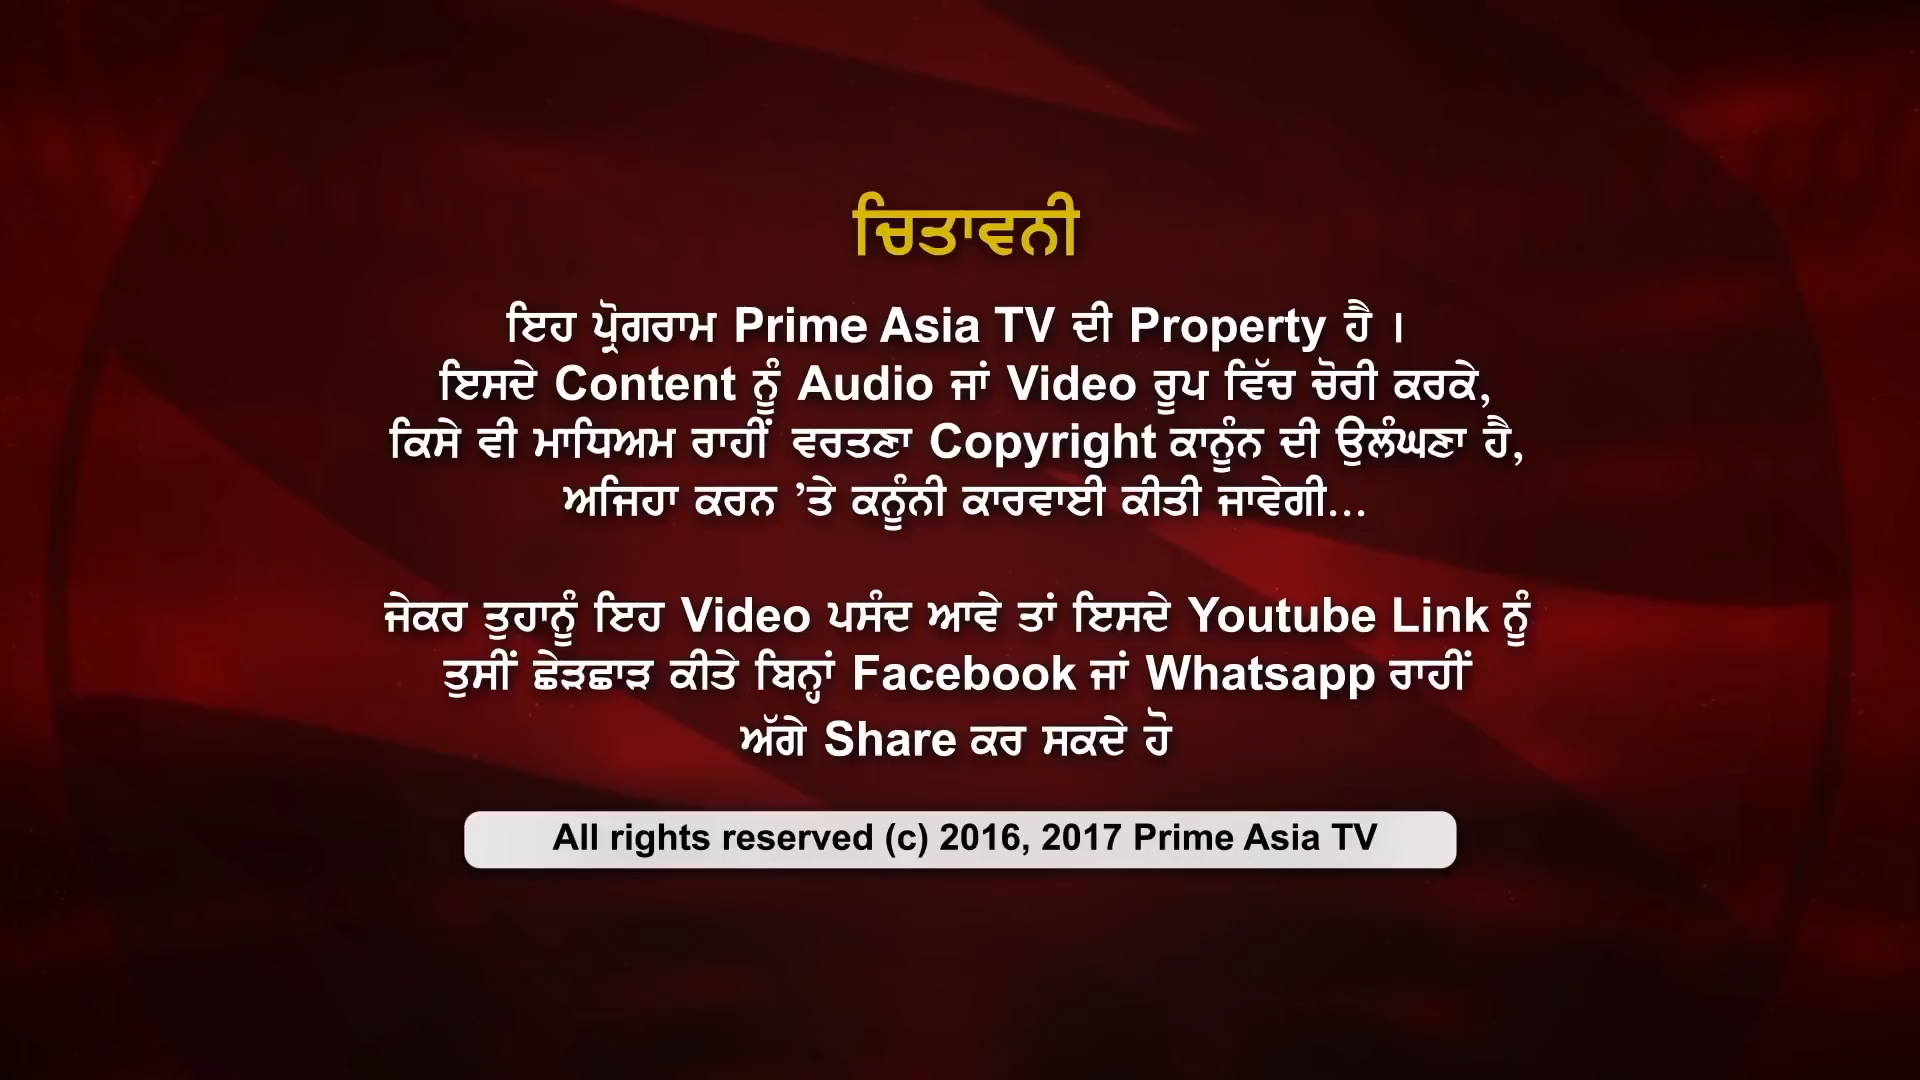 ਚਿਤਾਵਨੀ
ਇਹ ਪ੍ਰੋਗਰਾਮ Prime Asia TV ਦੀ Property ਹੈ ।
ਇਸਦੇ Content ਨੂੰ Audio ਜਾਂ Video ਰੂਪ ਵਿੱਚ ਚੋਰੀ ਕਰਕੇ,
ਕਿਸੇ ਵੀ ਮਾਧਿਅਮ ਰਾਹੀਂ ਵਰਤਣਾ Copyright ਕਾਨੂੰਨ ਦੀ ਉਲੰਘਣਾ ਹੈ,
ਅਜਿਹਾ ਕਰਨ ’ਤੇ ਕਨੂੰਨੀ ਕਾਰਵਾਈ ਕੀਤੀ ਜਾਵੇਗੀ...
ਜੇਕਰ ਤੁਹਾਨੂੰ ਇਹ Video ਪਸੰਦ ਆਵੇ ਤਾਂ ਇਸਦੇ Youtube Link ਨੂੰ
ਤੁਸੀਂ ਛੇੜਛਾੜ ਕੀਤੇ ਬਿਨ੍ਹਾਂ Facebook ਜਾਂ Whatsapp ਰਾਹੀਂ
ਅੱਗੇ Share ਕਰ ਸਕਦੇ ਹੋ
All rights reserved (c) 2016, 2017 Prime Asia TV